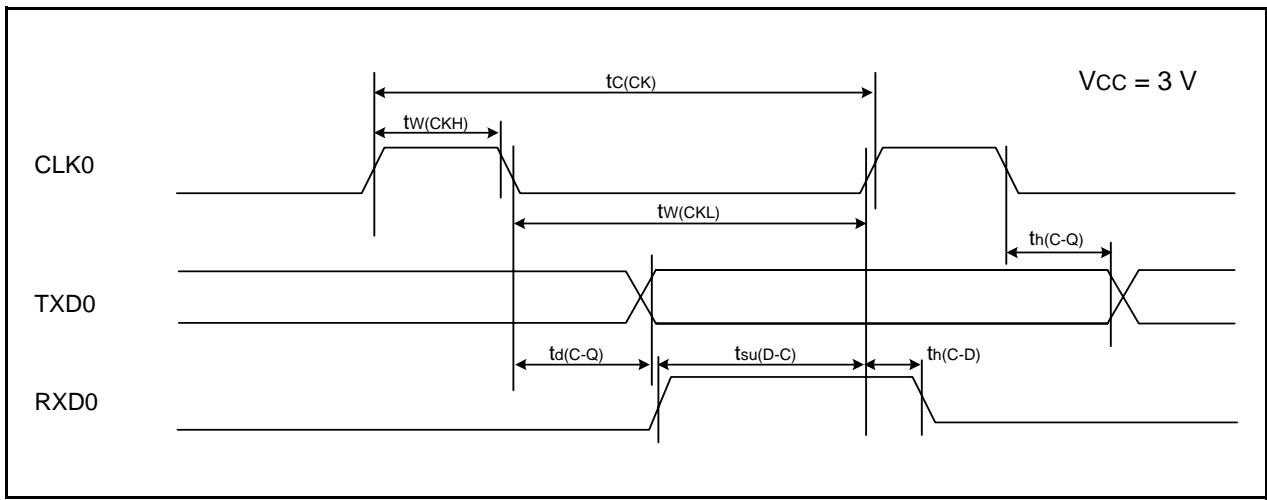 tC(CK)
VCC = 3 V
tW(CKH)
CLK0
tW(CKL)
th(C-Q)
TXD0
td(C-Q)
tsu(D-C)
th(C-D)
RXD0